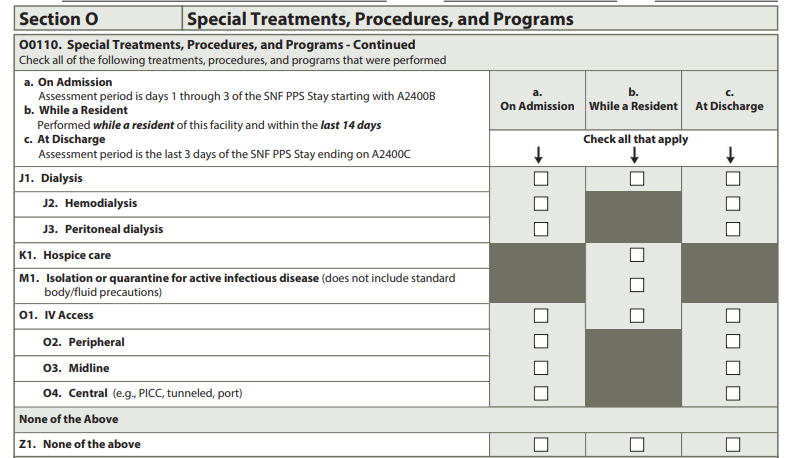 Section O Special Treatments, Procedures, and Programs
O0110. Special Treatments, Procedures, and Programs - Continued
Check all of the following treatments, procedures, and programs that were performed
a. On Admission
Assessment period is days 1 through 3 of the SNF PPS Stay starting with A2400B
b. While a Resident
Performed while a resident of this facility and within the last 14 days
c. At Discharge
Assessment period is the last 3 days of the SNF PPS Stay ending on A2400C
a.
On Admission
b.
While a Resident
c.
At Discharge
Check all that apply
J1. Dialysis
J2. Hemodialysis
J3. Peritoneal dialysis
K1. Hospice care
M1. Isolation or quarantine for active infectious disease (does not include standard
body/fluid precautions)
O1. IV Access
O2. Peripheral
O3. Midline
O4. Central (e.g., PICC, tunneled, port)
None of the Above
Z1. None of the above